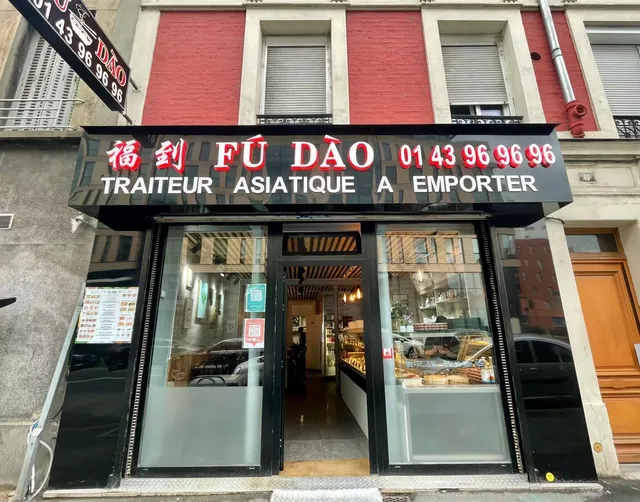 DÀO
01 43 96 96 96
福到 FÚ DÀO 01 43 96 96 96
TRAITEUR ASIATIQUE A EMPORTER